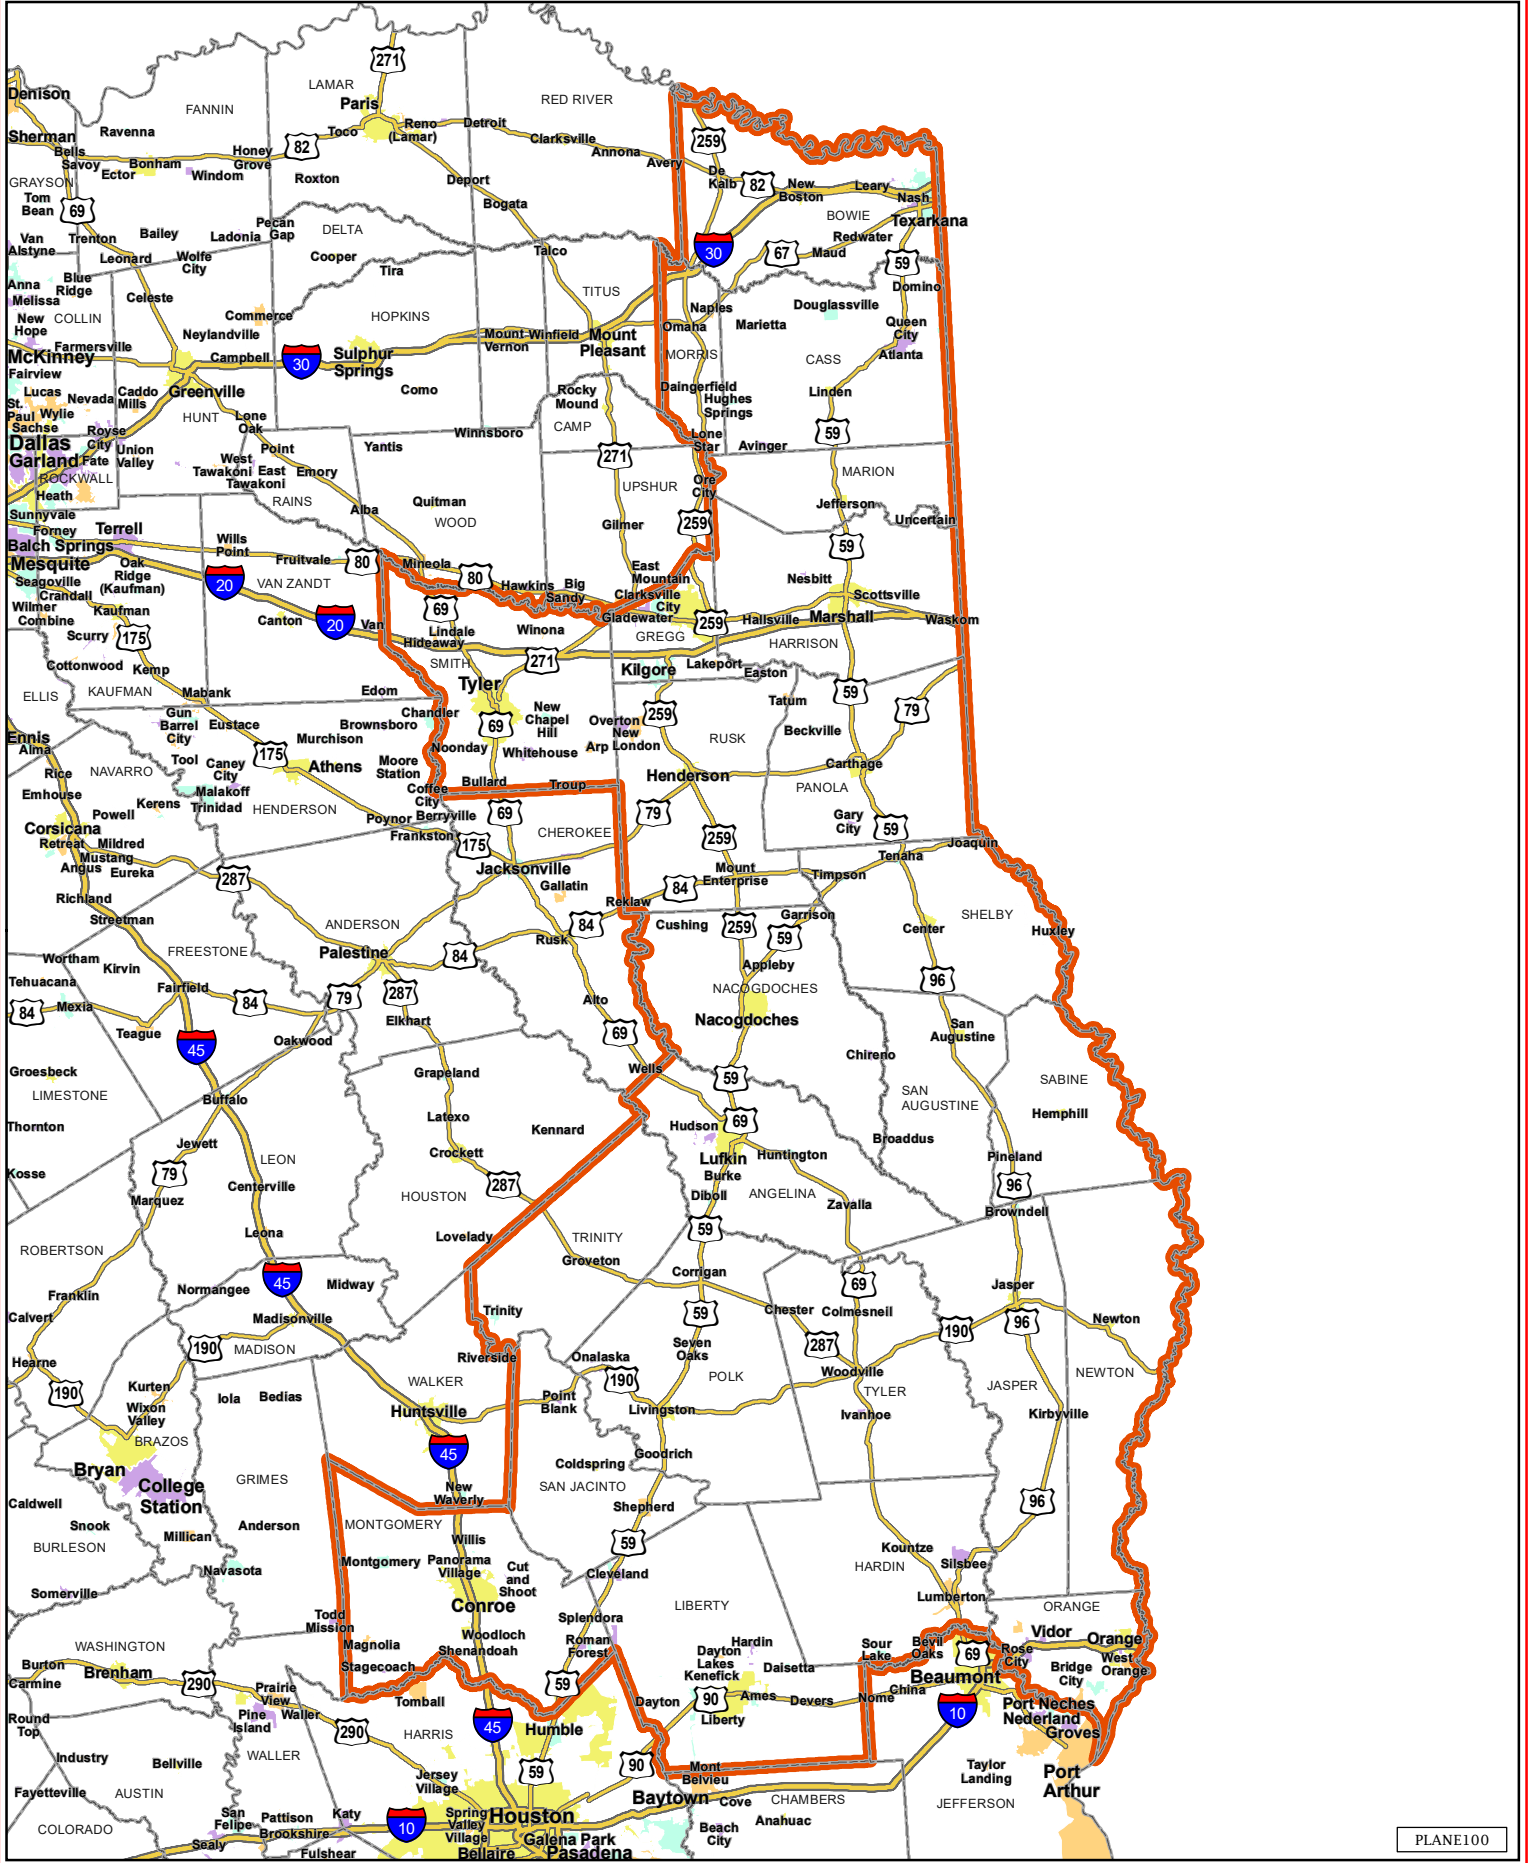 271
LAMAR
Denison
FANNIN
Paris
RED RIVER
Sherman
Ravenna
Toco
Reno
(Lamar)
Detroit
Clarksville
259
Bells
Savoy
Bonham
Ector
Windom
Honey
Grove
82
Annona
Avery
De
Kalb
82
New
Boston
Leary
Nash
GRAYSON
Roxton
Deport
Tom
Bean
69
Bogata
BOWIE
Texarkana
Van
Alstyne
Trenton
Bailey
Ladonia
Pecan
Gap
DELTA
Redwater
Leonard
Wolfe
City
Cooper
Tira
Talco
30
67
Maud
59
Anna
Melissa
Blue
Ridge
Celeste
TITUS
Domino
New
Hope
COLLIN
Commerce
HOPKINS
Naples
Douglassville
Omaha
Marietta
Queen
City
Neylandville
Mount
Vernon
Winfield
Mount
Pleasant
McKinney
Farmersville
Campbell
30
Sulphur
Springs
MORRIS
CASS
Atlanta
Fairview
Lucas
Nevada
Caddo
Mills
Greenville
Como
Rocky
Mound
Daingerfield
Hughes
Springs
Linden
St.
Paul
Wylie
Sachse
HUNT
Lone
Oak
CAMP
59
Dallas
Garland
Royse
City
Fate
Union
Valley
Point
Yantis
Winnsboro
Lone
Star
Avinger
ROCKWALL
West
Tawakoni
East
Tawakoni
Emory
271
MARION
Heath
RAINS
Alba
Quitman
WOOD
UPSHUR
Ore
City
Jefferson
Sunnyvale
Forney
Terrell
Gilmer
259
Uncertain
Balch Springs
Mesquite
Wills
Point
Fruitvale
80
Mineola
80
59
Oak
Ridge
(Kaufman)
20
VAN ZANDT
Hawkins
Big
Sandy
East
Mountain
Nesbitt
Seagoville
Crandall
Clarksville
City
Scottsville
Wilmer
Combine
Kaufman
Canton
20
Van
69
Lindale
Winona
Gladewater
259
Hallsville
Marshall
Waskom
Scurry
175
Hideaway
GREGG
HARRISON
Cottonwood
Kemp
SMITH
271
Kilgore
Lakeport
Easton
ELLIS
KAUFMAN
Mabank
Edom
Tyler
59
Tatum
79
Gun
Barrel
City
Eustace
Brownsboro
Chandler
69
New
Chapel
Hill
Overton
New
London
Arp
259
RUSK
Beckville
Ennis
Alma
Murchison
Noonday
Whitehouse
Rice
NAVARRO
Tool
Caney
City
175
Athens
Moore
Station
Henderson
Carthage
Emhouse
Malakoff
Coffee
City
Bullard
Troup
PANOLA
Powell
Kerens
Trinidad
HENDERSON
Poynor
Berryville
69
79
Gary
City
59
Corsicana
Retreat
Mildred
Frankston
175
CHEROKEE
259
Joaquin
Mustang
Angus
Eureka
287
Jacksonville
Tenaha
Richland
Gallatin
84
Mount
Enterprise
Timpson
Streetman
ANDERSON
Reklaw
SHELBY
FREESTONE
Palestine
84
Rusk
84
Cushing
259
Garrison
59
Center
Huxley
Wortham
Kirvin
Appleby
96
Tehuacana
Fairfield
84
79
287
NACOGDOCHES
84
Mexia
Alto
Nacogdoches
Teague
45
Oakwood
Elkhart
69
San
Augustine
Groesbeck
Grapeland
Wells
59
Chireno
SABINE
LIMESTONE
Buffalo
SAN
AUGUSTINE
Thornton
Latexo
Kennard
Hudson
69
Hemphill
Jewett
Crockett
Lufkin
Huntington
Broaddus
Kosse
LEON
Burke
Pineland
79
Centerville
HOUSTON
287
Diboll
ANGELINA
96
Marquez
Zavalla
Browndell
Leona
Lovelady
TRINITY
59
ROBERTSON
Groveton
Corrigan
69
Jasper
45
Normangee
Midway
Franklin
Calvert
Madisonville
Trinity
59
Chester
Colmesneil
190
96
Newton
Hearne
190
MADISON
Riverside
Onalaska
Seven
Oaks
287
190
Kurten
WALKER
190
POLK
Woodville
JASPER
NEWTON
Iola
Bedias
Huntsville
Point
Blank
Livingston
TYLER
Wixon
Valley
Ivanhoe
Kirbyville
BRAZOS
45
Goodrich
Bryan
Coldspring
College
Station
GRIMES
New
Waverly
SAN JACINTO
96
Caldwell
Shepherd
Snook
Anderson
MONTGOMERY
Willis
59
BURLESON
Millican
Kountze
Silsbee
Navasota
Montgomery
Panorama
Village
Cut
and
Shoot
Cleveland
HARDIN
Somerville
Conroe
LIBERTY
Lumberton
ORANGE
Todd
Mission
Splendora
WASHINGTON
Magnolia
Woodloch
Shenandoah
Roman
Forest
Hardin
Sour
Lake
Bevil
Oaks
69
Rose
City
Vidor
Orange
Burton
Brenham
Stagecoach
Dayton
Lakes
Kenefick
Daisetta
West
Orange
Carmine
290
Prairie
View
Tomball
59
Beaumont
Bridge
City
Waller
Dayton
90
Ames
Devers
Nome
China
Port Neches
Round
Top
Pine
Island
290
HARRIS
45
Humble
Liberty
10
Nederland
Groves
Industry
Bellville
WALLER
59
90
Mont
Belvieu
Taylor
Landing
Port
Arthur
Fayetteville
AUSTIN
Jersey
Village
Baytown
Cove
CHAMBERS
JEFFERSON
San
Felipe
Pattison
Katy
10
Spring
Valley
Village
Houston
Anahuac
COLORADO
Brookshire
Beach
City
Sealy
Galena Park
PLANE100
Fulshear
Bellaire
Pasadena